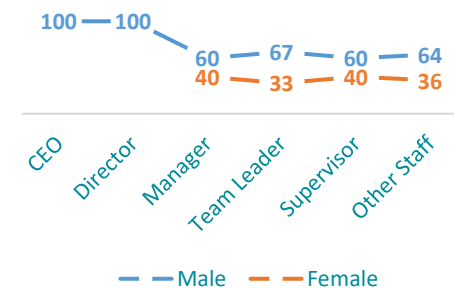 100 100
60 67 60 64
40 33 40 36
CEO
Director
Manager
Team Leader
Supervisor
Other Staff
Male Female